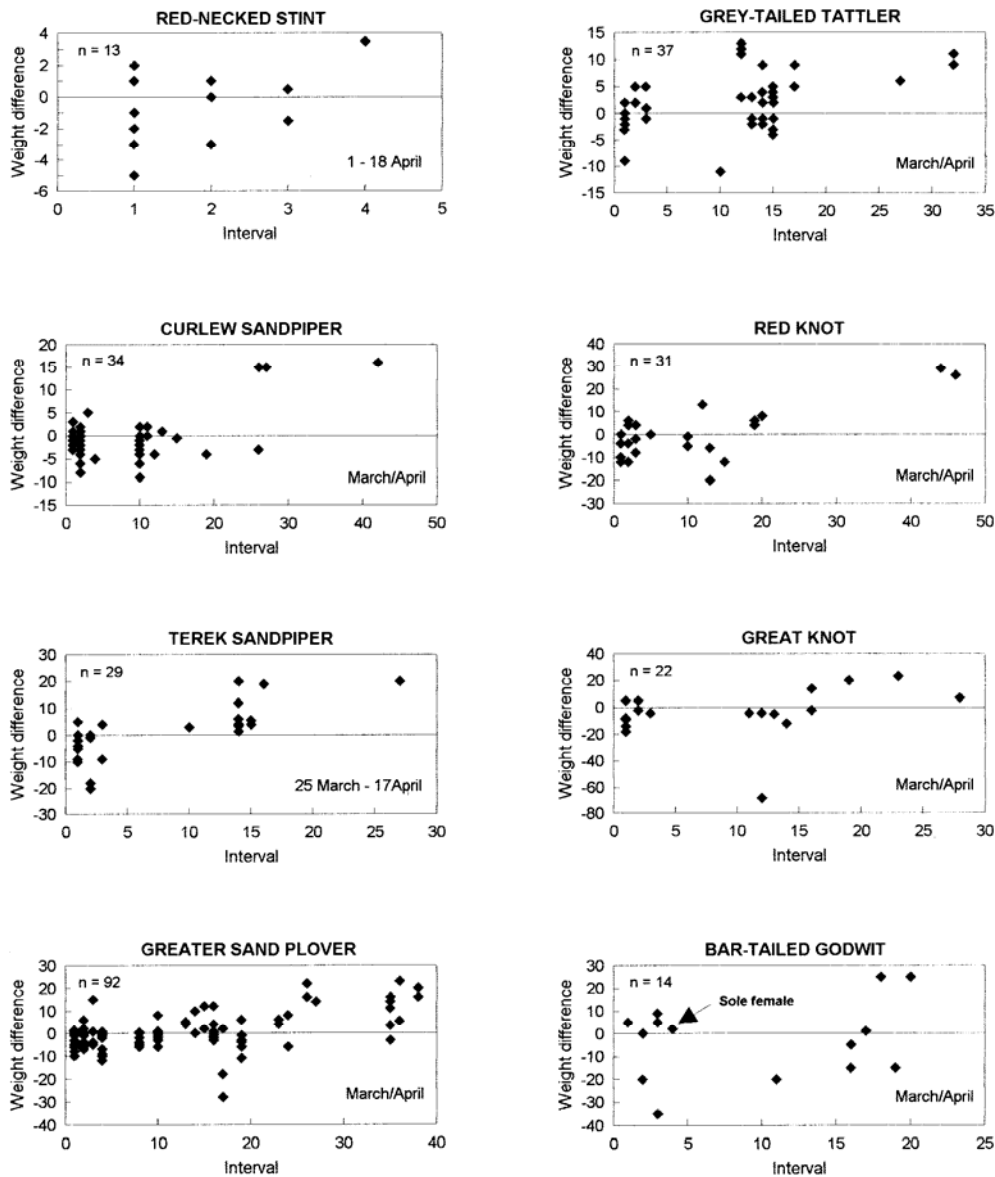 RED-NECKED STINT
n = 13
Weight difference
4
2
0
-2
-4
-6
1 - 18 April
0 1 2 3 4 5
Interval
GREY-TAILED TATTLER
n = 37
Weight difference
15
10
5
0
-5
-10
-15
March/April
0 5 10 15 20 25 30 35
Interval
CURLEW SANDPIPER
n = 34
Weight difference
20
15
10
5
0
-5
-10
-15
March/April
0 10 20 30 40 50
Interval
RED KNOT
n = 31
Weight difference
40
30
20
10
0
-10
-20
-30
March/April
0 10 20 30 40 50
Interval
TEREK SANDPIPER
n = 29
Weight difference
30
20
10
0
-10
-20
-30
25 March - 17April
0 5 10 15 20 25 30
Interval
GREAT KNOT
n = 22
Weight difference
40
20
0
-20
-40
-60
-80
March/April
0 5 10 15 20 25 30
Interval
GREATER SAND PLOVER
n = 92
Weight difference
30
20
10
0
-10
-20
-30
-40
March/April
0 10 20 30 40
Interval
BAR-TAILED GODWIT
n = 14
Weight difference
30
20
10
0
-10
-20
-30
-40
Sole female
March/April
0 5 10 15 20 25
Interval